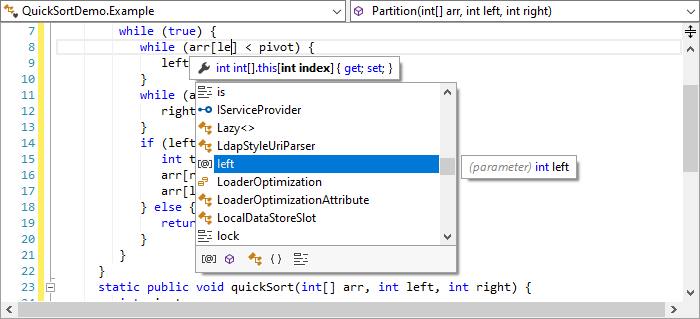 QuickSortDemo.Example Partition(int[] arr, int left, int right)
7 while (true) {
8 while (arr[le] < pivot) {
9 left
int int[].this[int index] { get; set; }
10 }
11 while (a
12 right
13 }
14 if (left
15 int t
16 arr[r
17 arr[l
18 } else {
19 retur
20 }
21 }
22 }
23 static public void quickSort(int[] arr, int left, int right) {
24
is
IServiceProvider
Lazy<>
LdapStyleUriParser
left
(parameter) int left
LoaderOptimization
LoaderOptimizationAttribute
LocalDataStoreSlot
lock